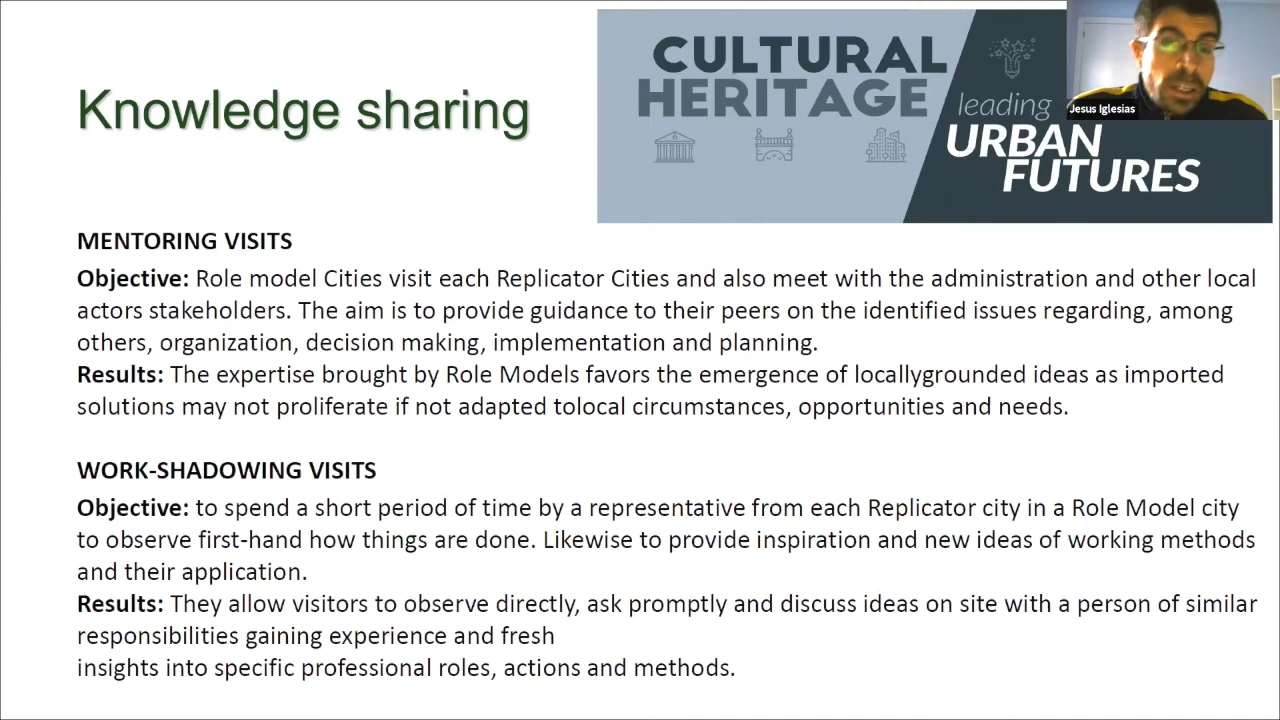 Knowledge sharing
CULTURAL
HERITAGE
leading
URBAN
FUTURES
Jesus Iglesias
MENTORING VISITS
Objective: Role model Cities visit each Replicator Cities and also meet with the administration and other local
actors stakeholders. The aim is to provide guidance to their peers on the identified issues regarding, among
others, organization, decision making, implementation and planning.
Results: The expertise brought by Role Models favors the emergence of locallygrounded ideas as imported
solutions may not proliferate if not adapted tolocal circumstances, opportunities and needs.
WORK-SHADOWING VISITS
Objective: to spend a short period of time by a representative from each Replicator city in a Role Model city
to observe first-hand how things are done. Likewise to provide inspiration and new ideas of working methods
and their application.
Results: They allow visitors to observe directly, ask promptly and discuss ideas on site with a person of similar
responsibilities gaining experience and fresh
insights into specific professional roles, actions and methods.